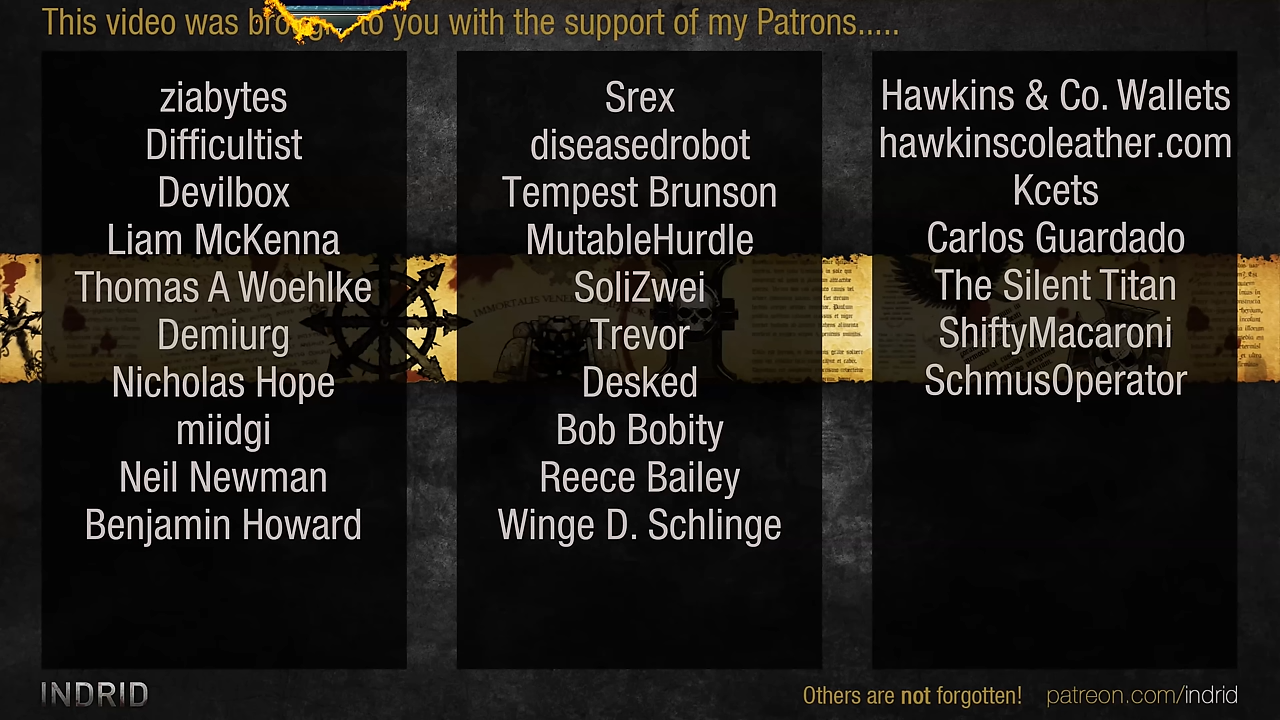 This video was brought to you with the support of my Patrons.....
ziabytes
Difficultist
Devilbox
Liam McKenna
Thomas A Woehlke
Demiurg
Nicholas Hope
miidgi
Neil Newman
Benjamin Howard
Srex
diseasedrobot
Tempest Brunson
MutableHurdle
SoliZwei
Trevor
Desked
Bob Bobity
Reece Bailey
Winge D. Schlinge
Hawkins & Co. Wallets
hawkinscoleather.com
Kcets
Carlos Guardado
The Silent Titan
ShiftyMacaroni
SchmusOperator
INDRID
Others are not forgotten! patreon.com/indrid